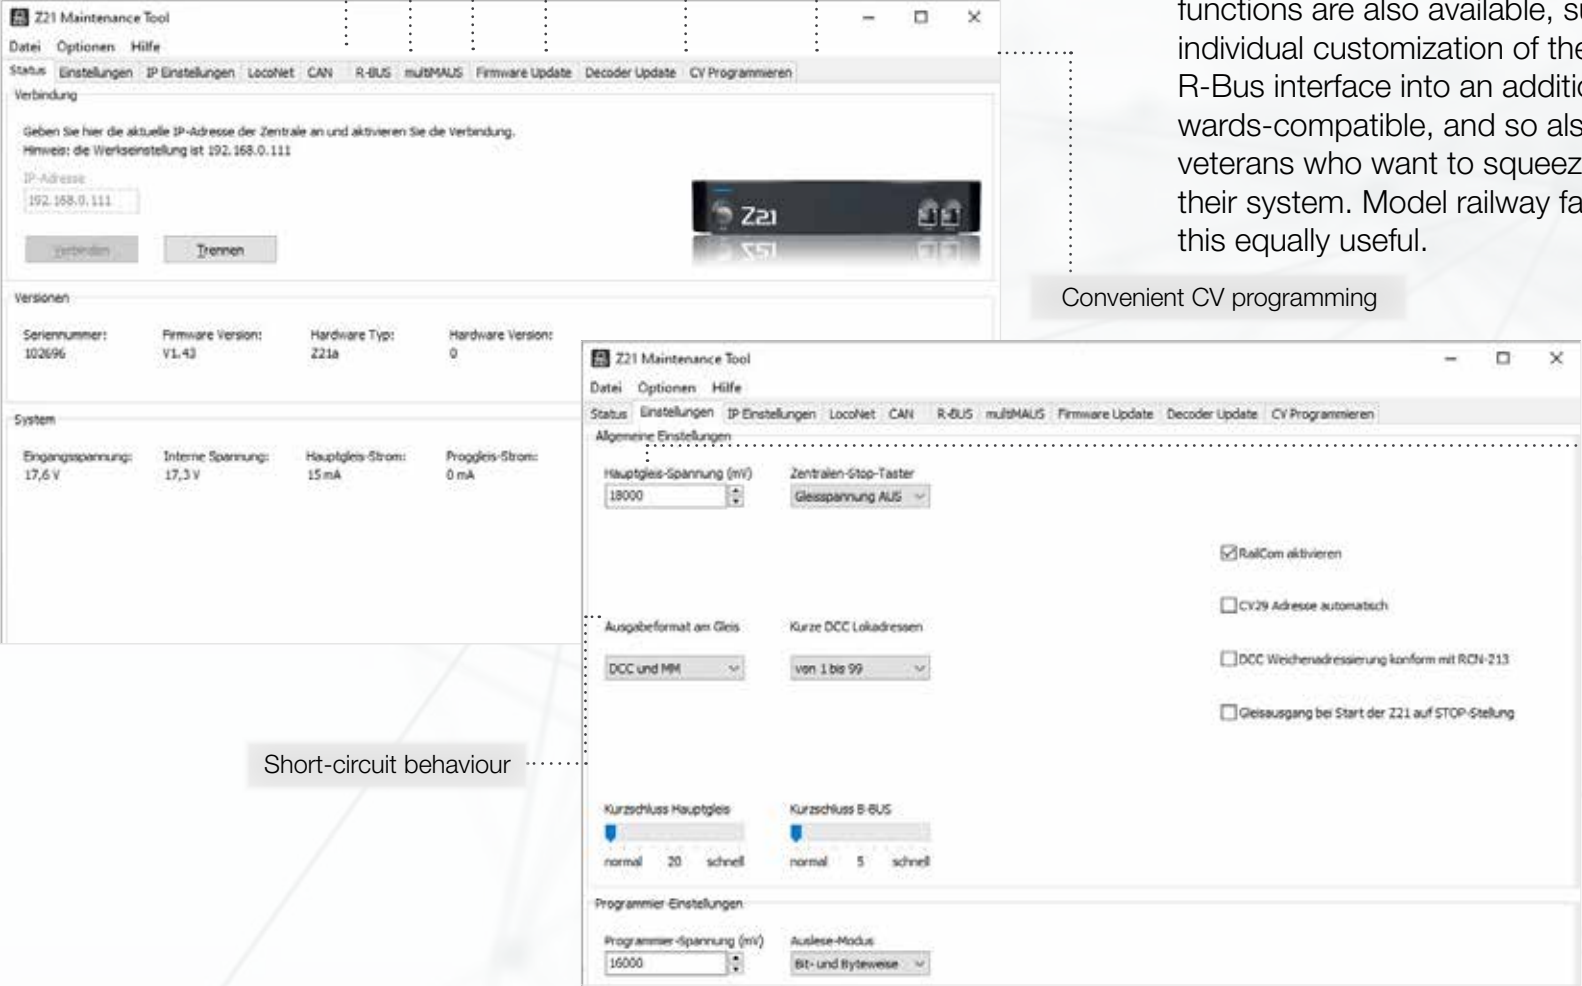 Z21 Maintenance Tool
Datei Optionen Hilfe
Status Einstellungen IP Einstellungen LocoNet CAN R-BUS multiMAUS Firmware Update Decoder Update CV Programmieren
Verbindung
Geben Sie hier die aktuelle IP-Adresse der Zentrale an und aktivieren Sie die Verbindung.
Hinweis: die Werkseinstellung ist 192.168.0.111
IP-Adresse
192.168.0.111
Verbinden Trennen
Z21
Versionen
Seriennummer: Firmware Version: Hardware Typ: Hardware Version:
102696 V1.43 Z21a 0
System
Eingangsspannung: Interne Spannung: Hauptgleis-Strom: Proggleis-Strom:
17,6 V 17,3 V 15 mA 0 mA
functions are also available, su
individual customization of the
R-Bus interface into an additio
wards-compatible, and so als
veterans who want to squeez
their system. Model railway fa
this equally useful.
Convenient CV programming
Z21 Maintenance Tool
Datei Optionen Hilfe
Status Einstellungen IP Einstellungen LocoNet CAN R-BUS multiMAUS Firmware Update Decoder Update CV Programmieren
Allgemeine Einstellungen
Hauptgleis-Spannung (mV) Zentralen-Stop-Taster
18000 Gleisspannung AUS
RailCom aktivieren
CV29 Adresse automatisch
Ausgabeformat am Gleis Kurze DCC Lokadressen
DCC und MM von 1 bis 99
DCC Weichenadressierung konform mit RCN-213
Gleisausgang bei Start der Z21 auf STOP-Stellung
Short-circuit behaviour
Kurzschluss Hauptgleis Kurzschluss B-BUS
normal 20 schnell normal 5 schnell
Programmier-Einstellungen
Programmier-Spannung (mV) Auslese-Modus
16000 Bit- und Byteweise